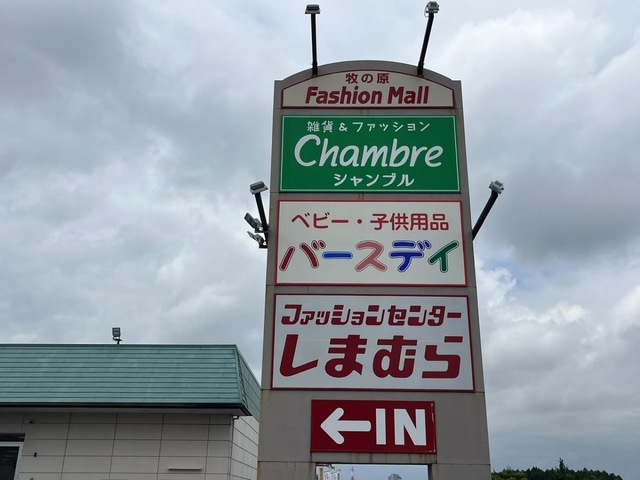 牧の原
Fashion Mall
雑貨 & ファッション
Chambre
シャンブル
ベビー・子供用品
バースデイ
ファッションセンター
しまむら
←IN